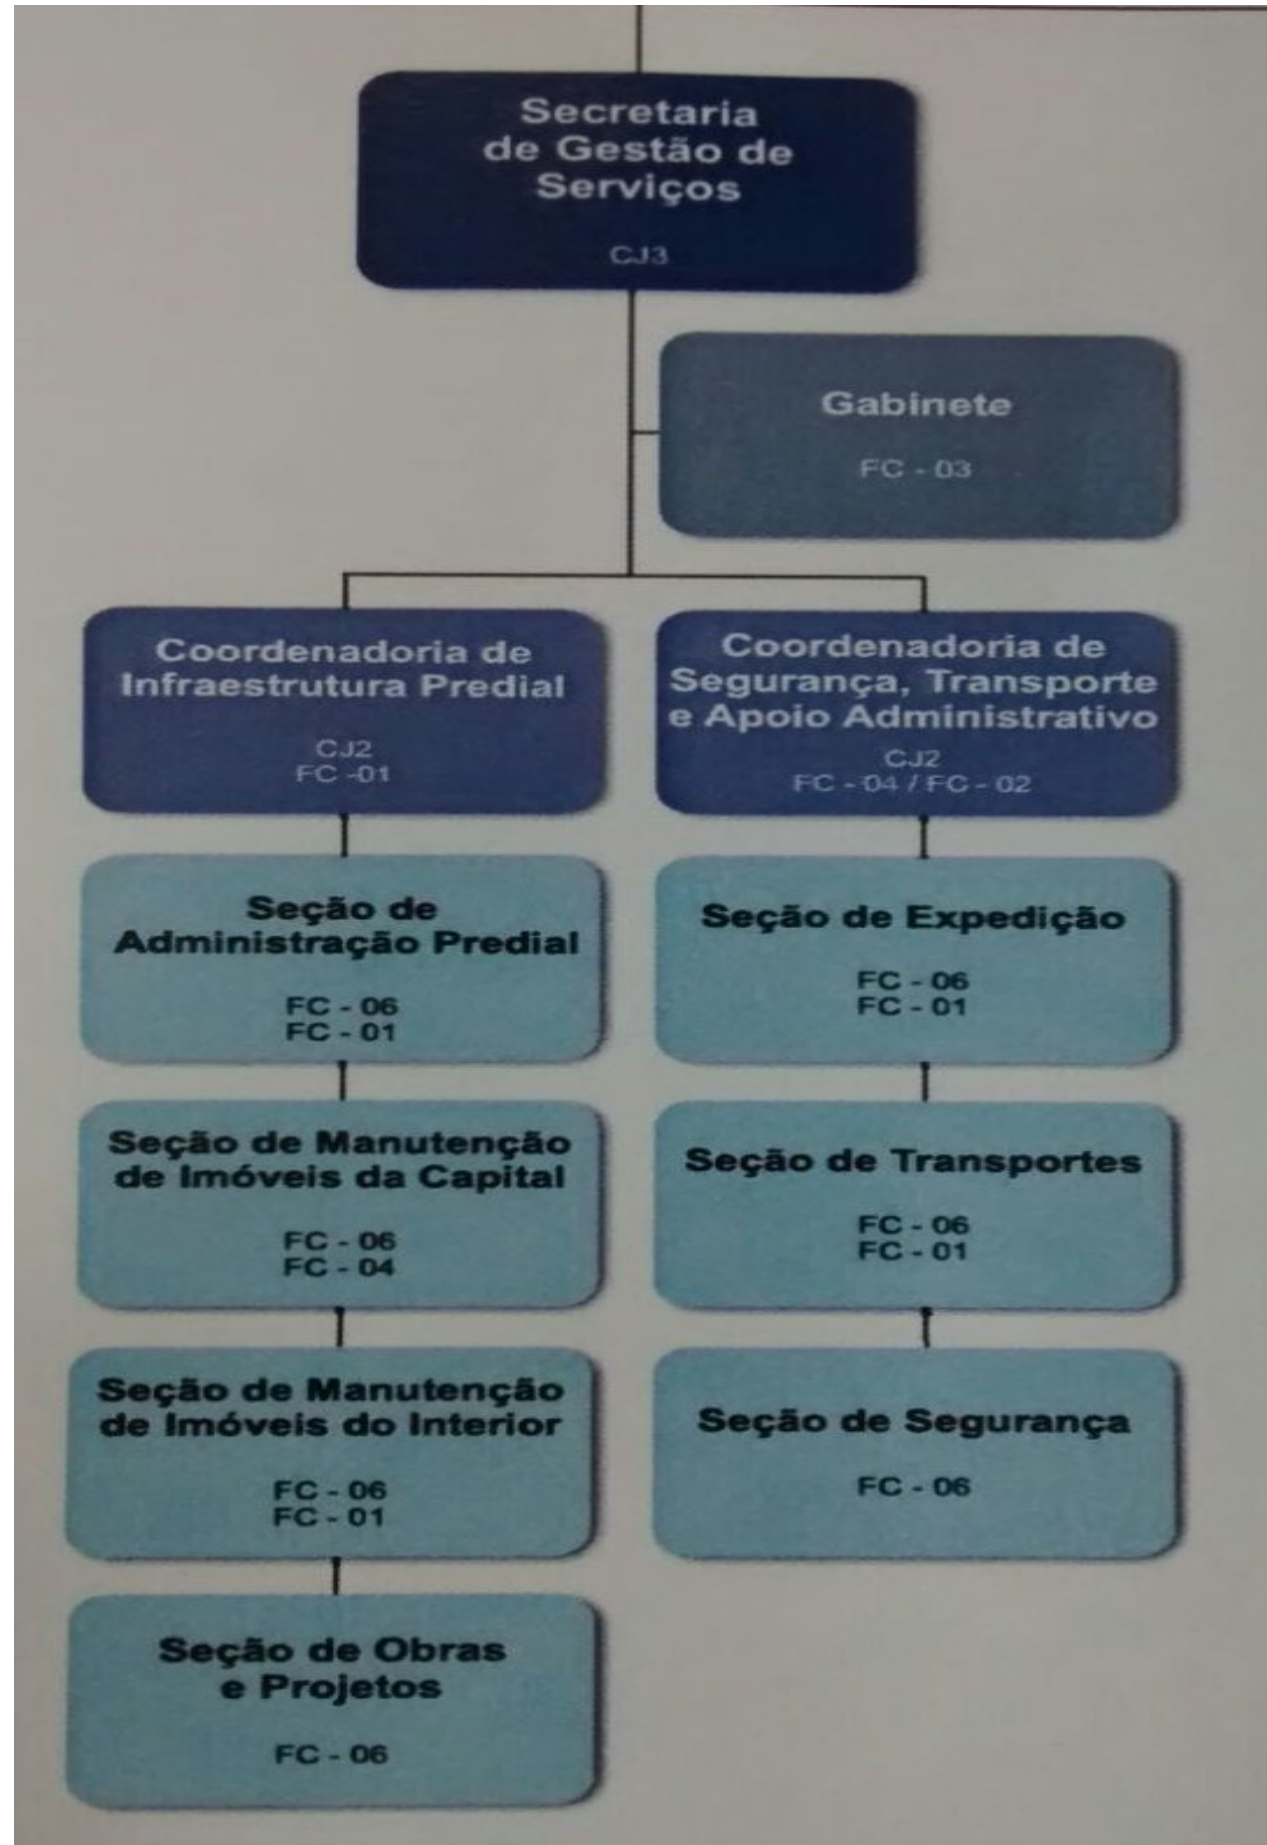 Secretaria
de Gestão de
Serviços
CJ3
Gabinete
FC - 03
Coordenadoria de
Infraestrutura Predial
CJ2
FC -01
Coordenadoria de
Segurança, Transporte
e Apoio Administrativo
CJ2
FC - 04 / FC - 02
Seção de
Administração Predial
FC - 06
FC - 01
Seção de Expedição
FC - 06
FC - 01
Seção de Manutenção
de Imóveis da Capital
FC - 06
FC - 04
Seção de Transportes
FC - 06
FC - 01
Seção de Manutenção
de Imóveis do Interior
FC - 06
FC - 01
Seção de Segurança
FC - 06
Seção de Obras
e Projetos
FC - 06